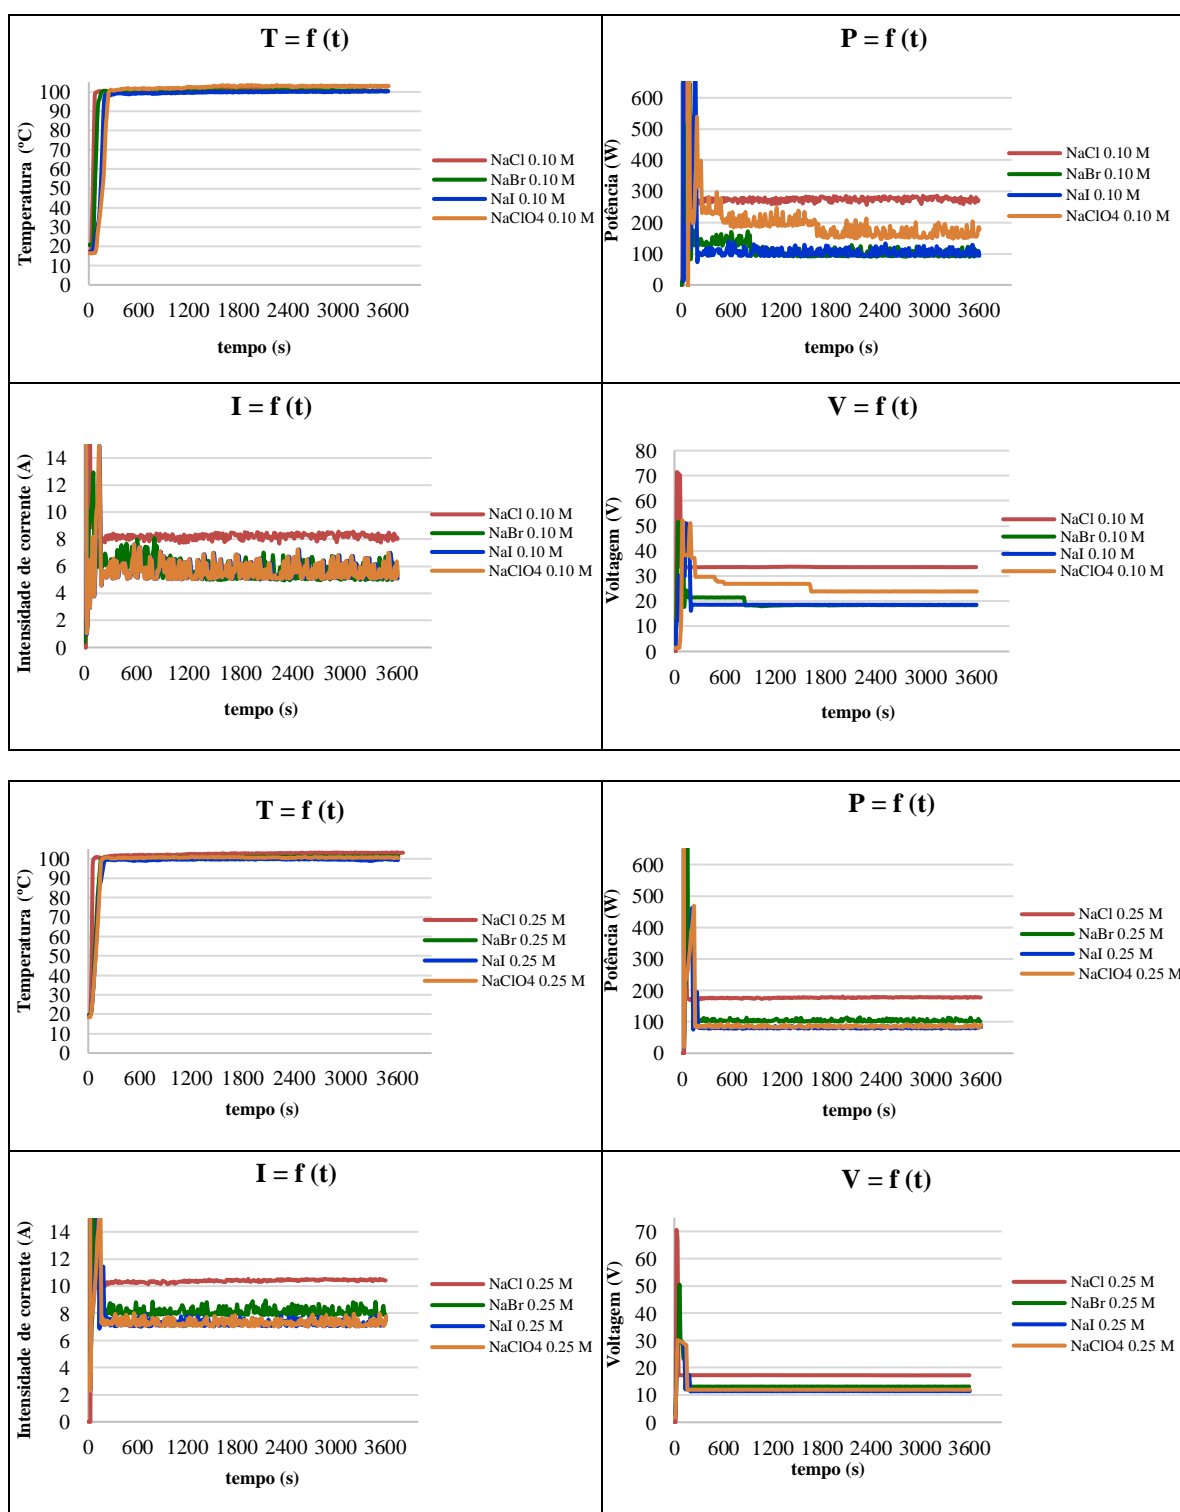 T = f (t)
Temperatura (ºC)
100
90
80
70
60
50
40
30
20
10
0
0 600 1200 1800 2400 3000 3600
tempo (s)
NaCl 0.10 M
NaBr 0.10 M
NaI 0.10 M
NaClO4 0.10 M
P = f (t)
Potência (W)
600
500
400
300
200
100
0
0 600 1200 1800 2400 3000 3600
tempo (s)
NaCl 0.10 M
NaBr 0.10 M
NaI 0.10 M
NaClO4 0.10 M
I = f (t)
Intensidade de corrente (A)
14
12
10
8
6
4
2
0
0 600 1200 1800 2400 3000 3600
tempo (s)
NaCl 0.10 M
NaBr 0.10 M
NaI 0.10 M
NaClO4 0.10 M
V = f (t)
Voltagem (V)
80
70
60
50
40
30
20
10
0
0 600 1200 1800 2400 3000 3600
tempo (s)
NaCl 0.10 M
NaBr 0.10 M
NaI 0.10 M
NaClO4 0.10 M
T = f (t)
Temperatura (ºC)
100
90
80
70
60
50
40
30
20
10
0
0 600 1200 1800 2400 3000 3600
tempo (s)
NaCl 0.25 M
NaBr 0.25 M
NaI 0.25 M
NaClO4 0.25 M
P = f (t)
Potência (W)
600
500
400
300
200
100
0
0 600 1200 1800 2400 3000 3600
tempo (s)
NaCl 0.25 M
NaBr 0.25 M
NaI 0.25 M
NaClO4 0.25 M
I = f (t)
Intensidade de corrente (A)
14
12
10
8
6
4
2
0
0 600 1200 1800 2400 3000 3600
tempo (s)
NaCl 0.25 M
NaBr 0.25 M
NaI 0.25 M
NaClO4 0.25 M
V = f (t)
Voltagem (V)
70
60
50
40
30
20
10
0
0 600 1200 1800 2400 3000 3600
tempo (s)
NaCl 0.25 M
NaBr 0.25 M
NaI 0.25 M
NaClO4 0.25 M